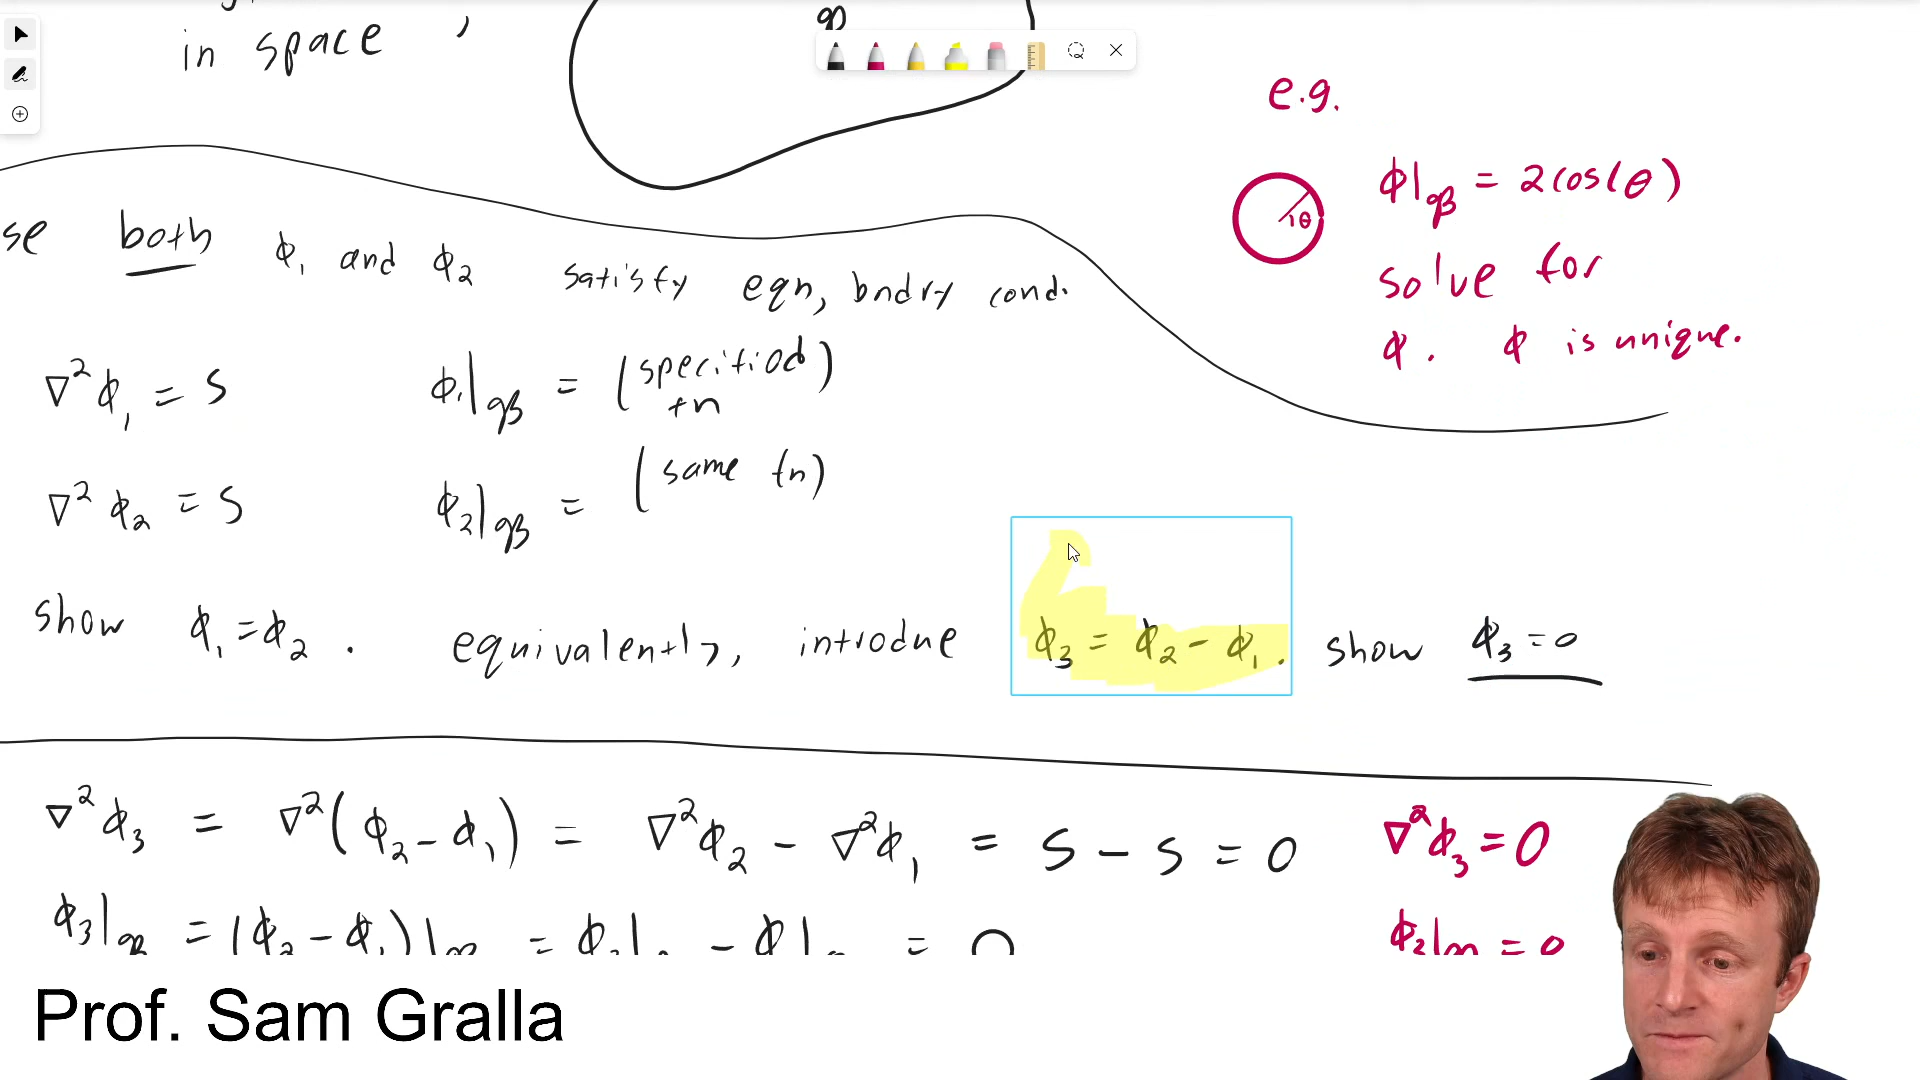 in space ,
e.g.
θ
ϕ|_∂B = 2cos(θ)
solve for
ϕ. ϕ is unique.
se both ϕ₁ and ϕ₂ satisfy eqn, bndry cond.
∇²ϕ₁ = S ϕ₁|_∂B = (specified fn)
∇²ϕ₂ = S ϕ₂|_∂B = (same fn)
show ϕ₁=ϕ₂. equivalently, introdue ϕ₃ = ϕ₂ - ϕ₁. show ϕ₃=0
∇²ϕ₃ = ∇²(ϕ₂-ϕ₁) = ∇²ϕ₂ - ∇²ϕ₁ = S - S = 0 ∇²ϕ₃=0
Prof. Sam Gralla